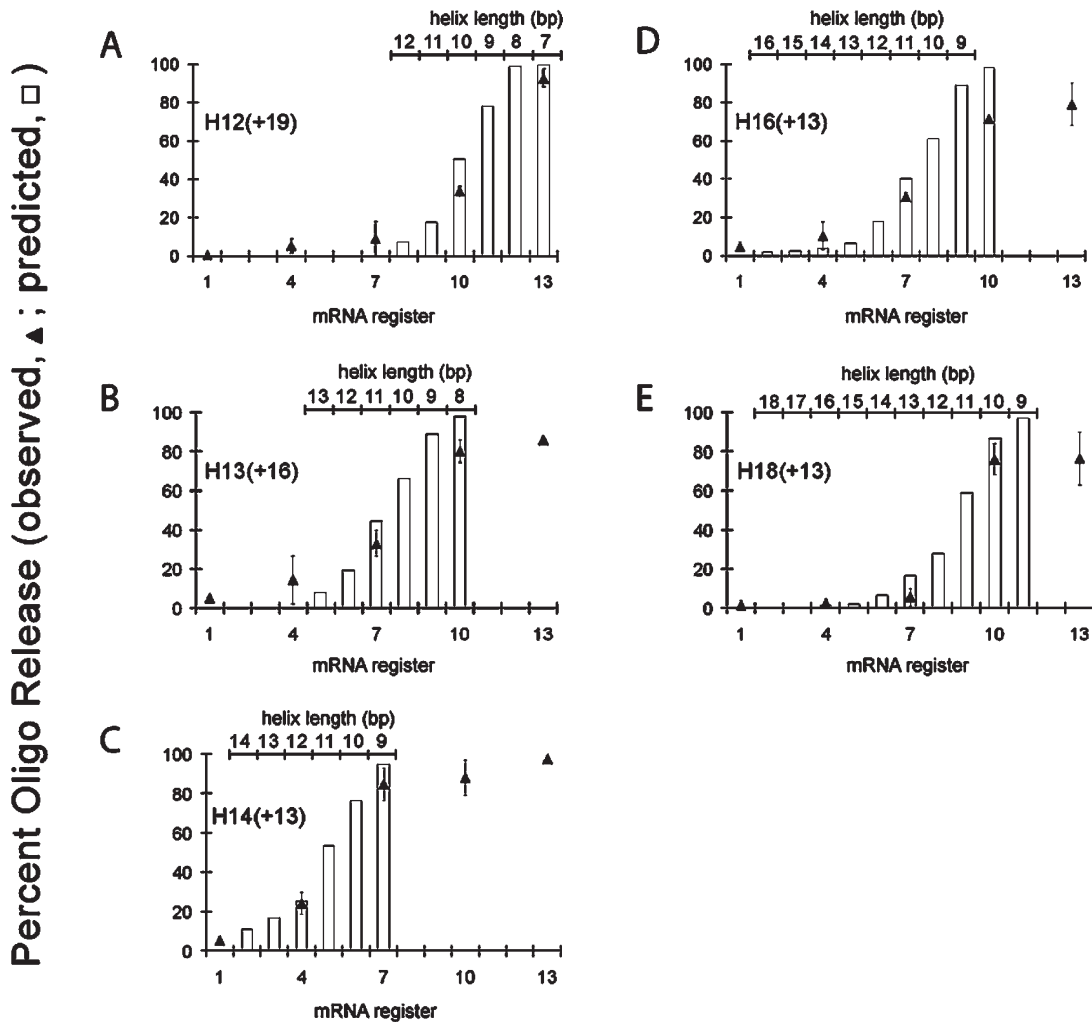 Percent Oligo Release (observed, ▲ ; predicted, □ )
A
helix length (bp)
12 11 10 9 8 7
100
80
60
40
20
0
H12(+19)
1 4 7 10 13
mRNA register
B
helix length (bp)
13 12 11 10 9 8
100
80
60
40
20
0
H13(+16)
1 4 7 10 13
mRNA register
C
helix length (bp)
14 13 12 11 10 9
100
80
60
40
20
0
H14(+13)
1 4 7 10 13
mRNA register
D
helix length (bp)
16 15 14 13 12 11 10 9
100
80
60
40
20
0
H16(+13)
1 4 7 10 13
mRNA register
E
helix length (bp)
18 17 16 15 14 13 12 11 10 9
100
80
60
40
20
0
H18(+13)
1 4 7 10 13
mRNA register